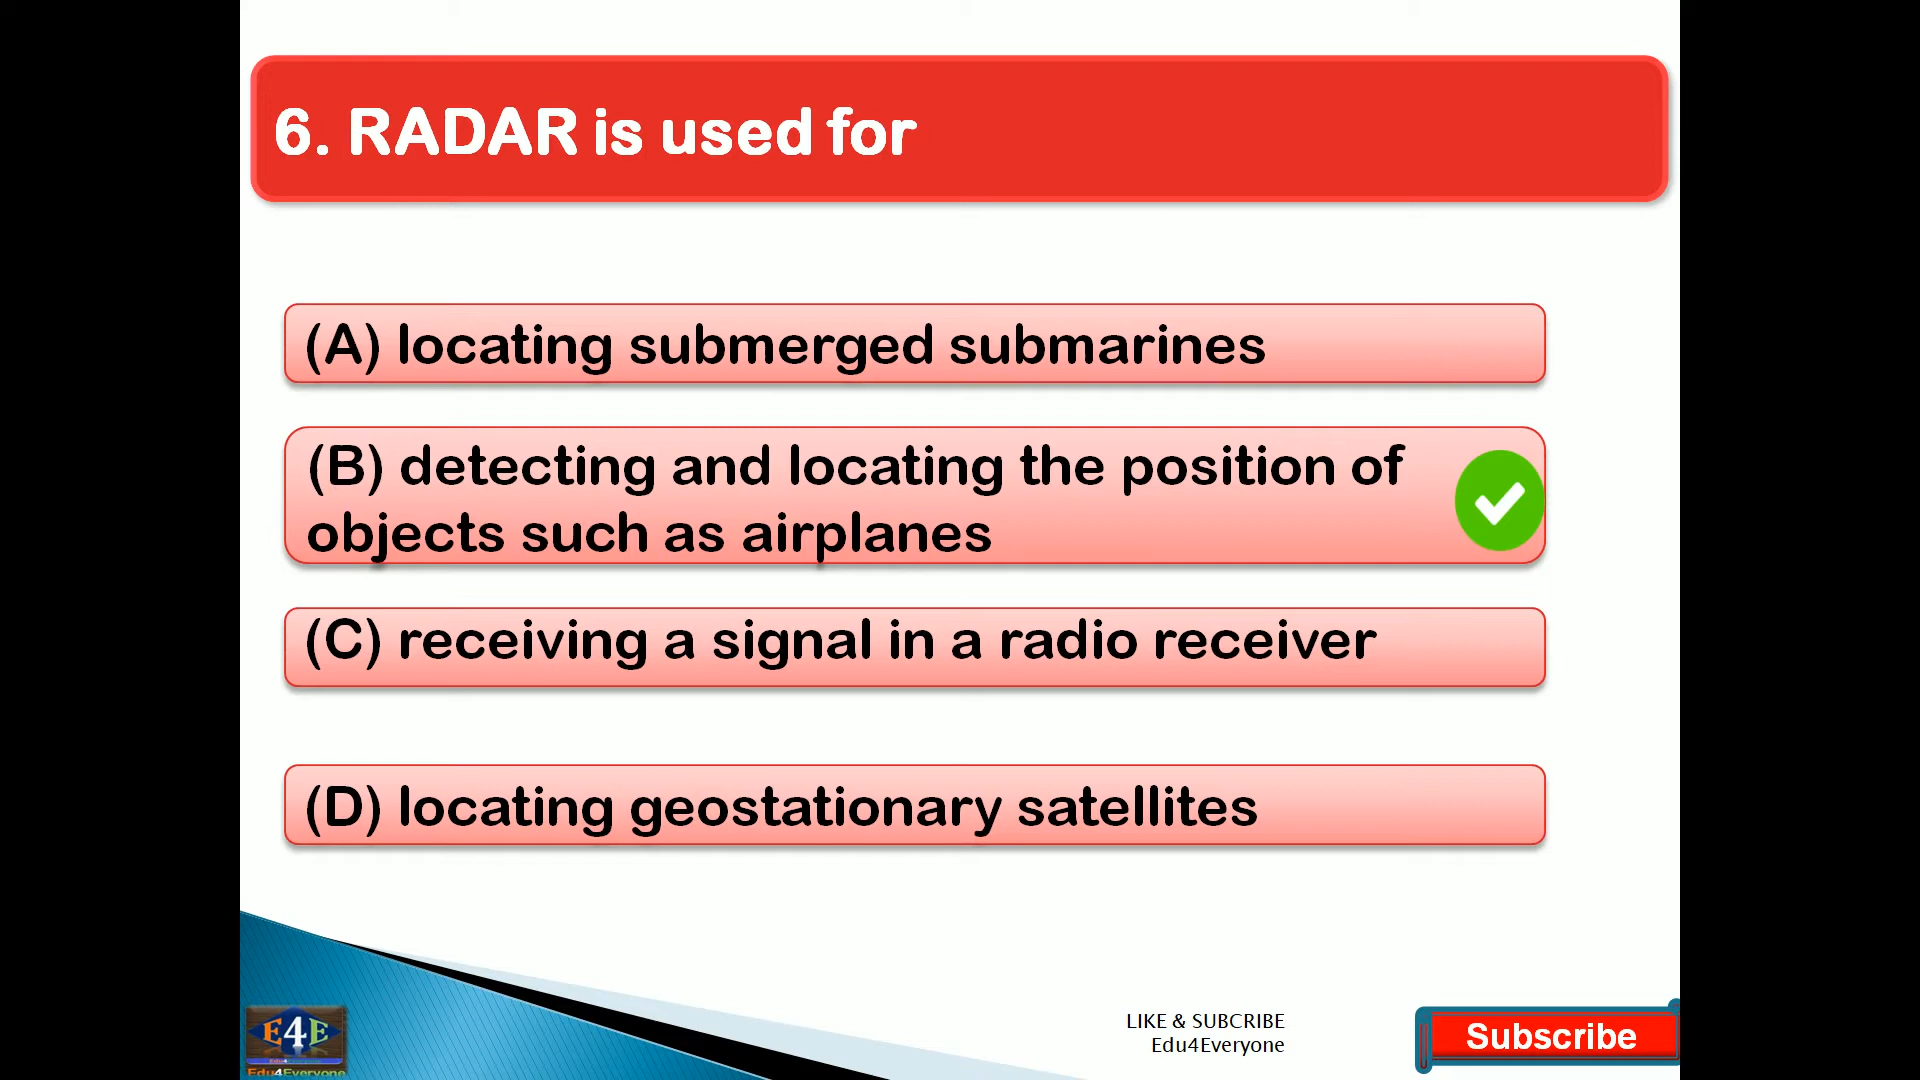 6. RADAR is used for
(A) locating submerged submarines
(B) detecting and locating the position of
objects such as airplanes
(C) receiving a signal in a radio receiver
(D) locating geostationary satellites
E4E
Edu4Everyone
LIKE & SUBCRIBE
Edu4Everyone
Subscribe